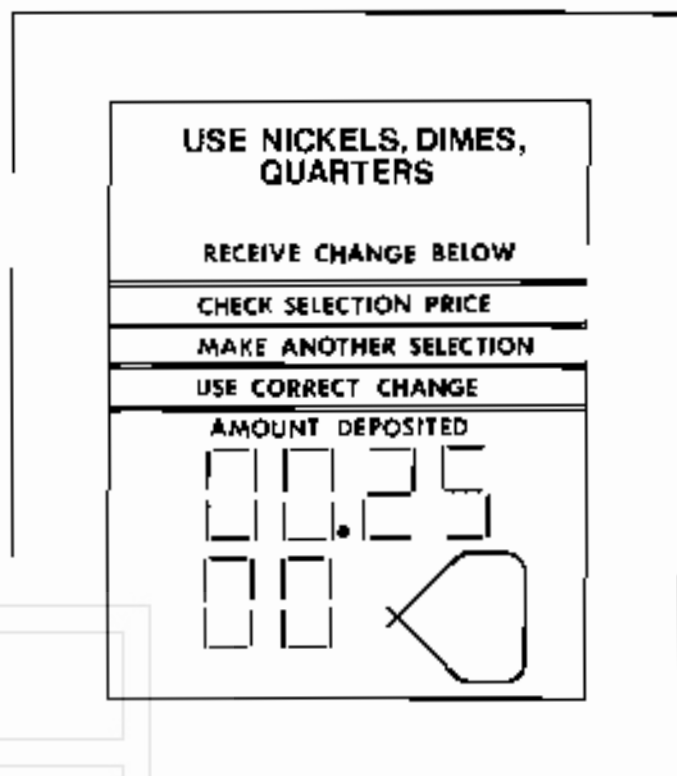 USE NICKELS, DIMES,
QUARTERS
RECEIVE CHANGE BELOW
CHECK SELECTION PRICE
MAKE ANOTHER SELECTION
USE CORRECT CHANGE
AMOUNT DEPOSITED
00.25
00